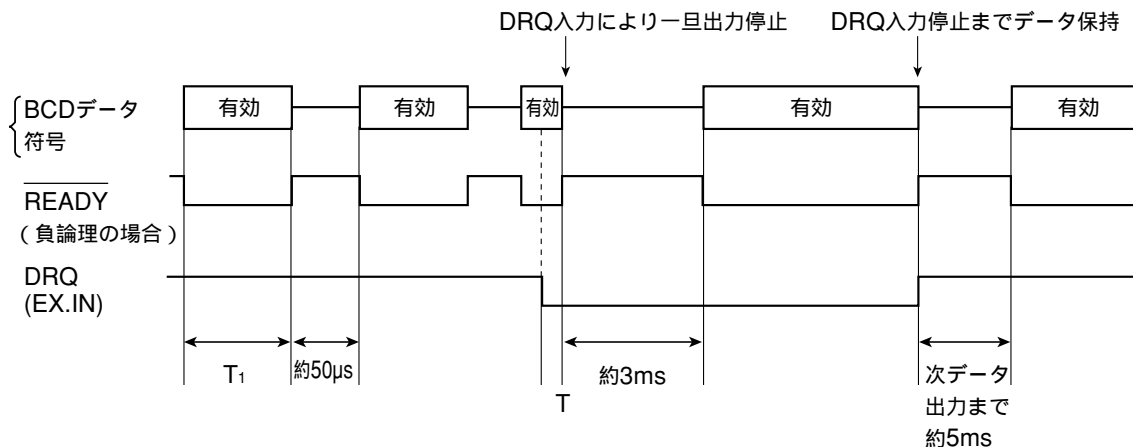 DRQ入力により一旦出力停止
DRQ入力停止までデータ保持
BCDデータ
符号
有効
有効
有効
有効
有効
READY
(負論理の場合)
DRQ
(EX.IN)
T1
約50μs
T
約3ms
次データ
出力まで
約5ms